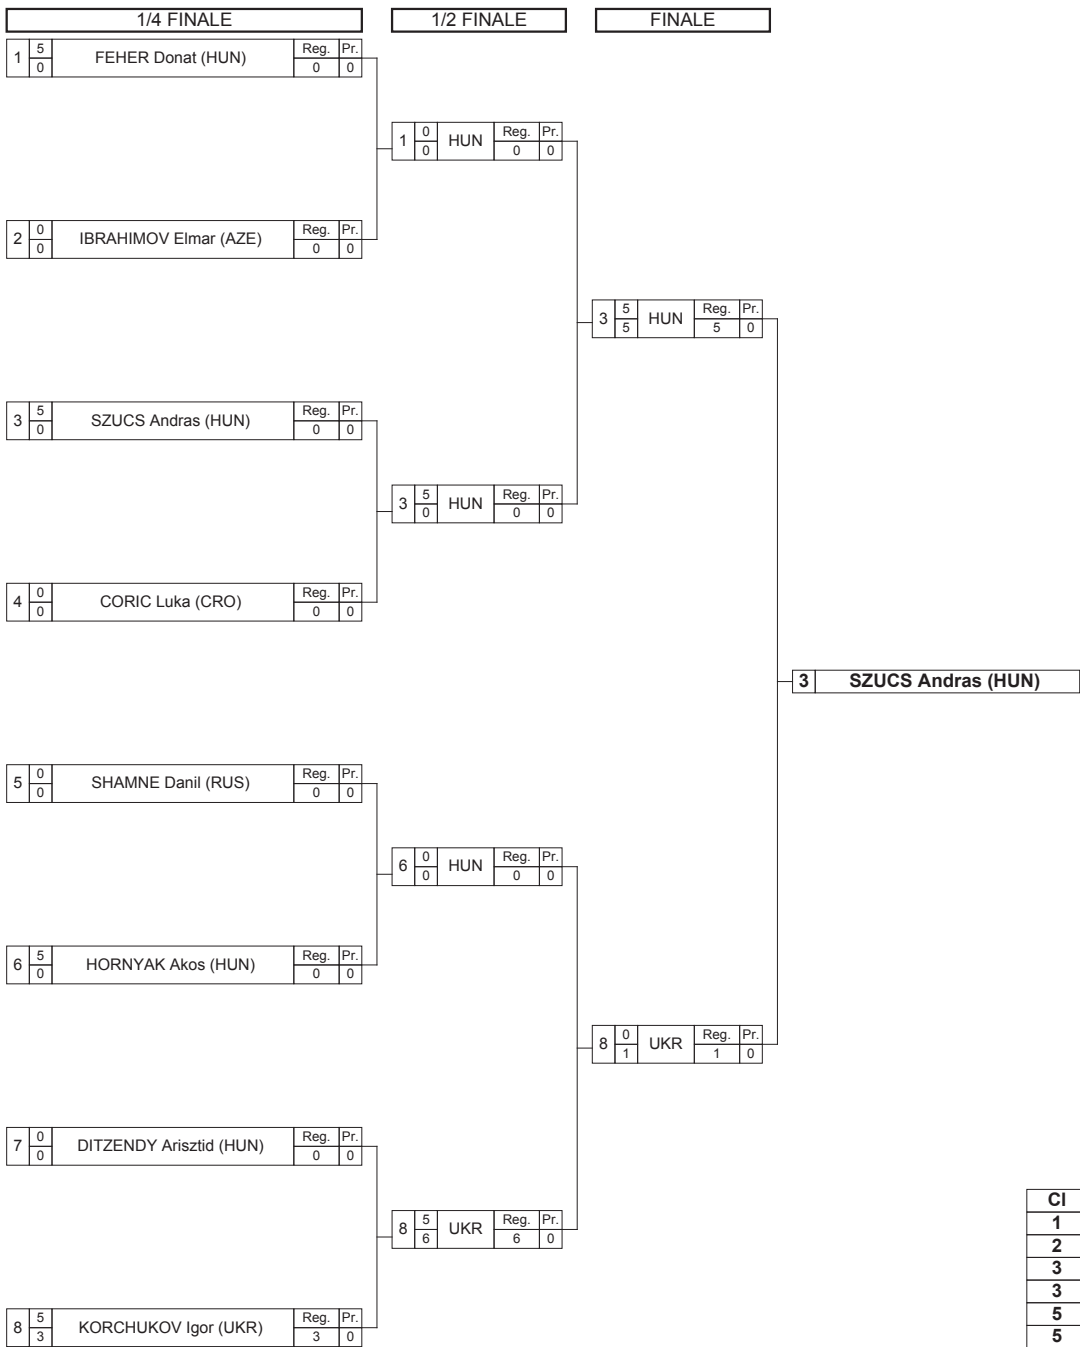 1/4 FINALE 1/2 FINALE FINALE
1 5 0 FEHER Donat (HUN) Reg. 0 Pr. 0
1 0 0 HUN Reg. 0 Pr. 0
2 0 0 IBRAHIMOV Elmar (AZE) Reg. 0 Pr. 0
3 5 5 HUN Reg. 5 Pr. 0
3 5 0 SZUCS Andras (HUN) Reg. 0 Pr. 0
3 5 0 HUN Reg. 0 Pr. 0
4 0 0 CORIC Luka (CRO) Reg. 0 Pr. 0
3 SZUCS Andras (HUN)
5 0 0 SHAMNE Danil (RUS) Reg. 0 Pr. 0
6 0 0 HUN Reg. 0 Pr. 0
6 5 0 HORNYAK Akos (HUN) Reg. 0 Pr. 0
8 0 1 UKR Reg. 1 Pr. 0
7 0 0 DITZENDY Arisztid (HUN) Reg. 0 Pr. 0
8 5 6 UKR Reg. 6 Pr. 0
8 5 3 KORCHUKOV Igor (UKR) Reg. 3 Pr. 0
Cl
1
2
3
3
5
5